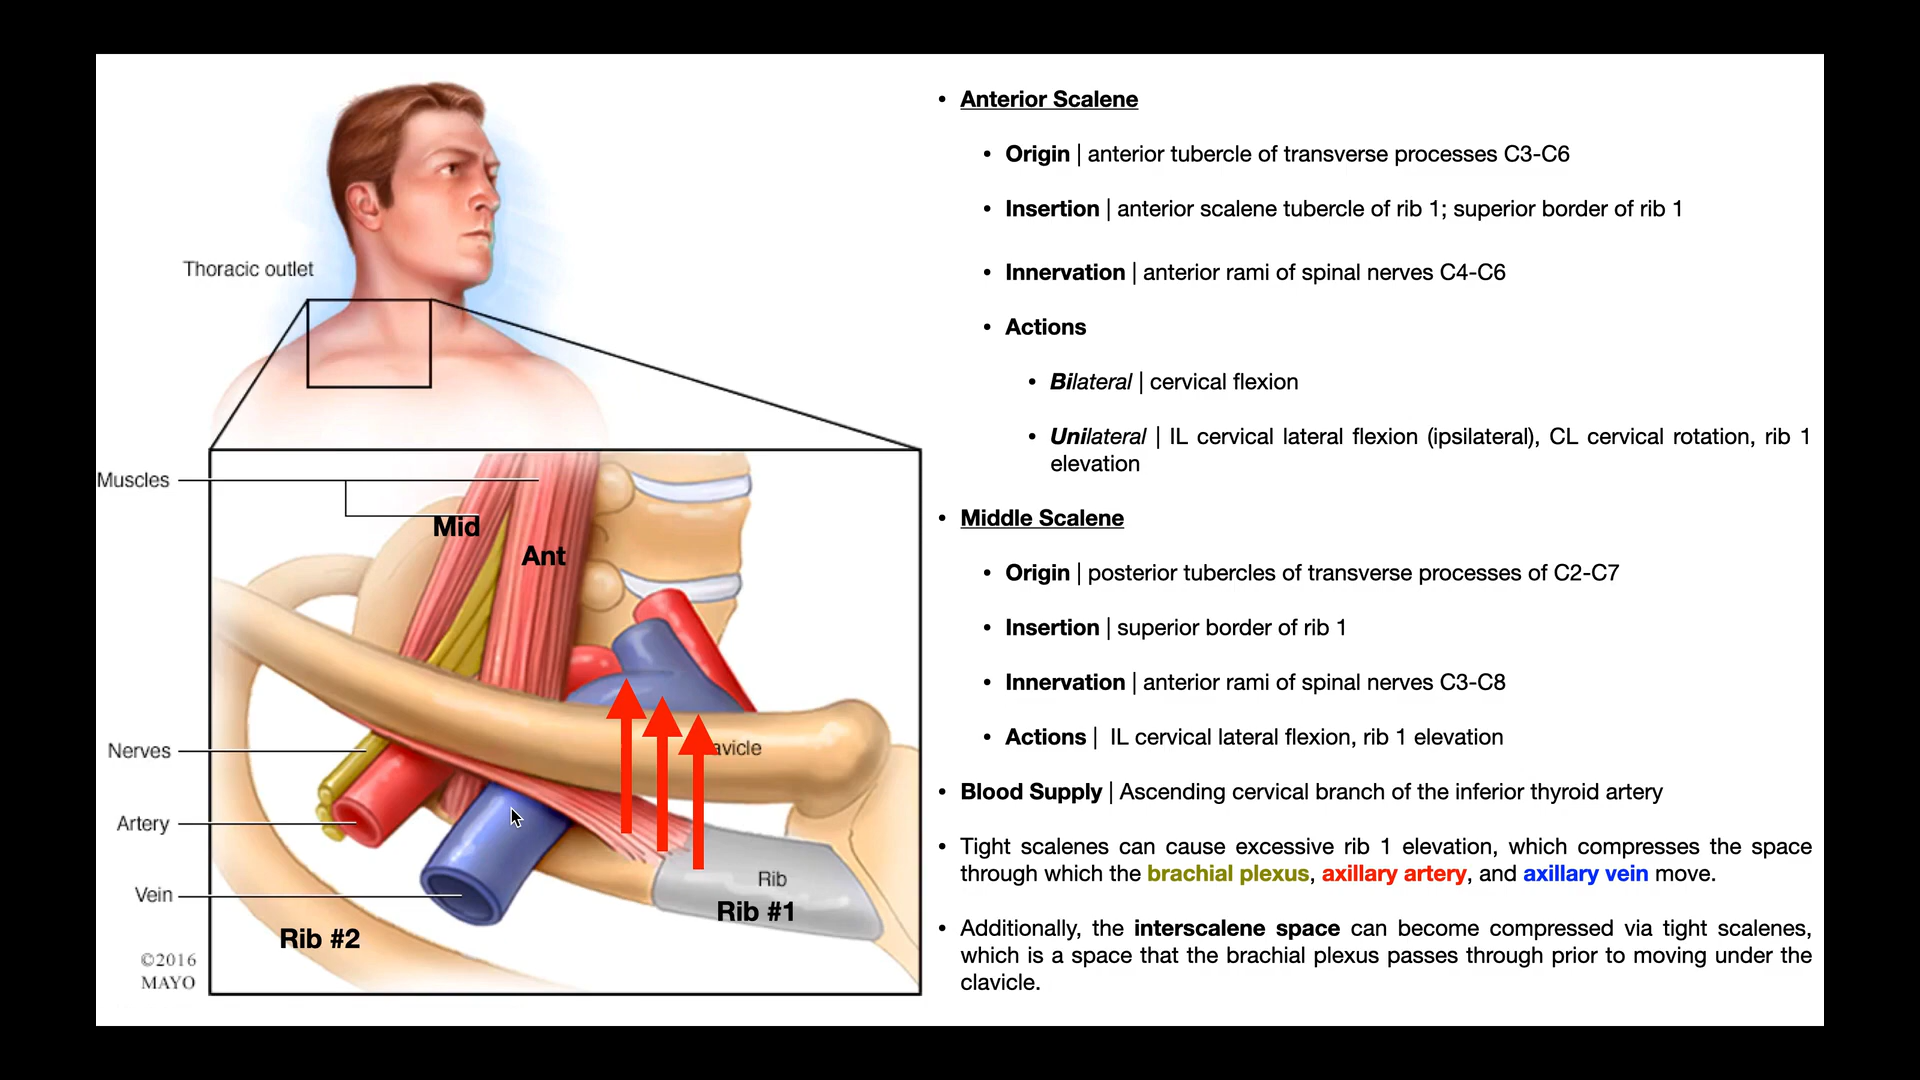 Thoracic outlet
Muscles
Mid
Ant
Nerves
avicle
Artery
Rib
Vein
Rib #1
Rib #2
©2016
MAYO
• Anterior Scalene
• Origin | anterior tubercle of transverse processes C3-C6
• Insertion | anterior scalene tubercle of rib 1; superior border of rib 1
• Innervation | anterior rami of spinal nerves C4-C6
• Actions
• Bilateral | cervical flexion
• Unilateral | IL cervical lateral flexion (ipsilateral), CL cervical rotation, rib 1
elevation
• Middle Scalene
• Origin | posterior tubercles of transverse processes of C2-C7
• Insertion | superior border of rib 1
• Innervation | anterior rami of spinal nerves C3-C8
• Actions | IL cervical lateral flexion, rib 1 elevation
• Blood Supply | Ascending cervical branch of the inferior thyroid artery
• Tight scalenes can cause excessive rib 1 elevation, which compresses the space
through which the brachial plexus, axillary artery, and axillary vein move.
• Additionally, the interscalene space can become compressed via tight scalenes,
which is a space that the brachial plexus passes through prior to moving under the
clavicle.